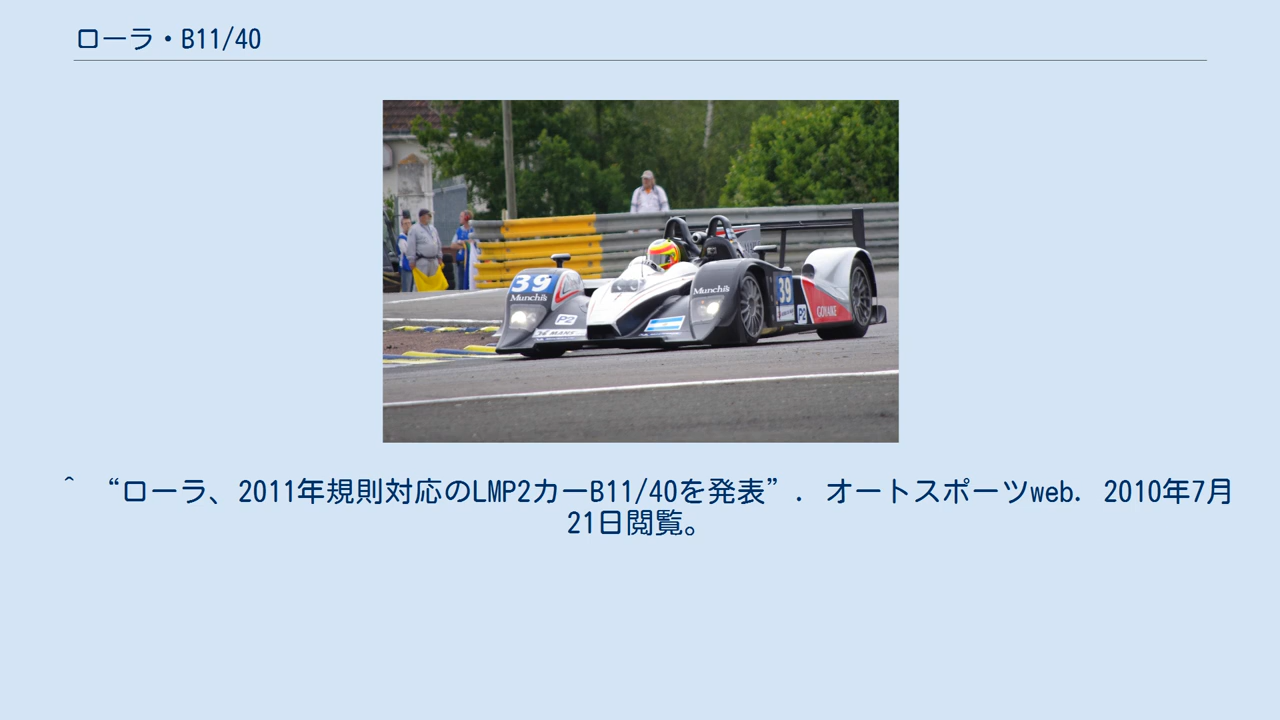 ローラ・B11/40
39
Munchi's
Munchi's
39
P2
P2
GOYAIKE
^ “ローラ、2011年規則対応のLMP2カーB11/40を発表”. オートスポーツweb. 2010年7月
21日閲覧。